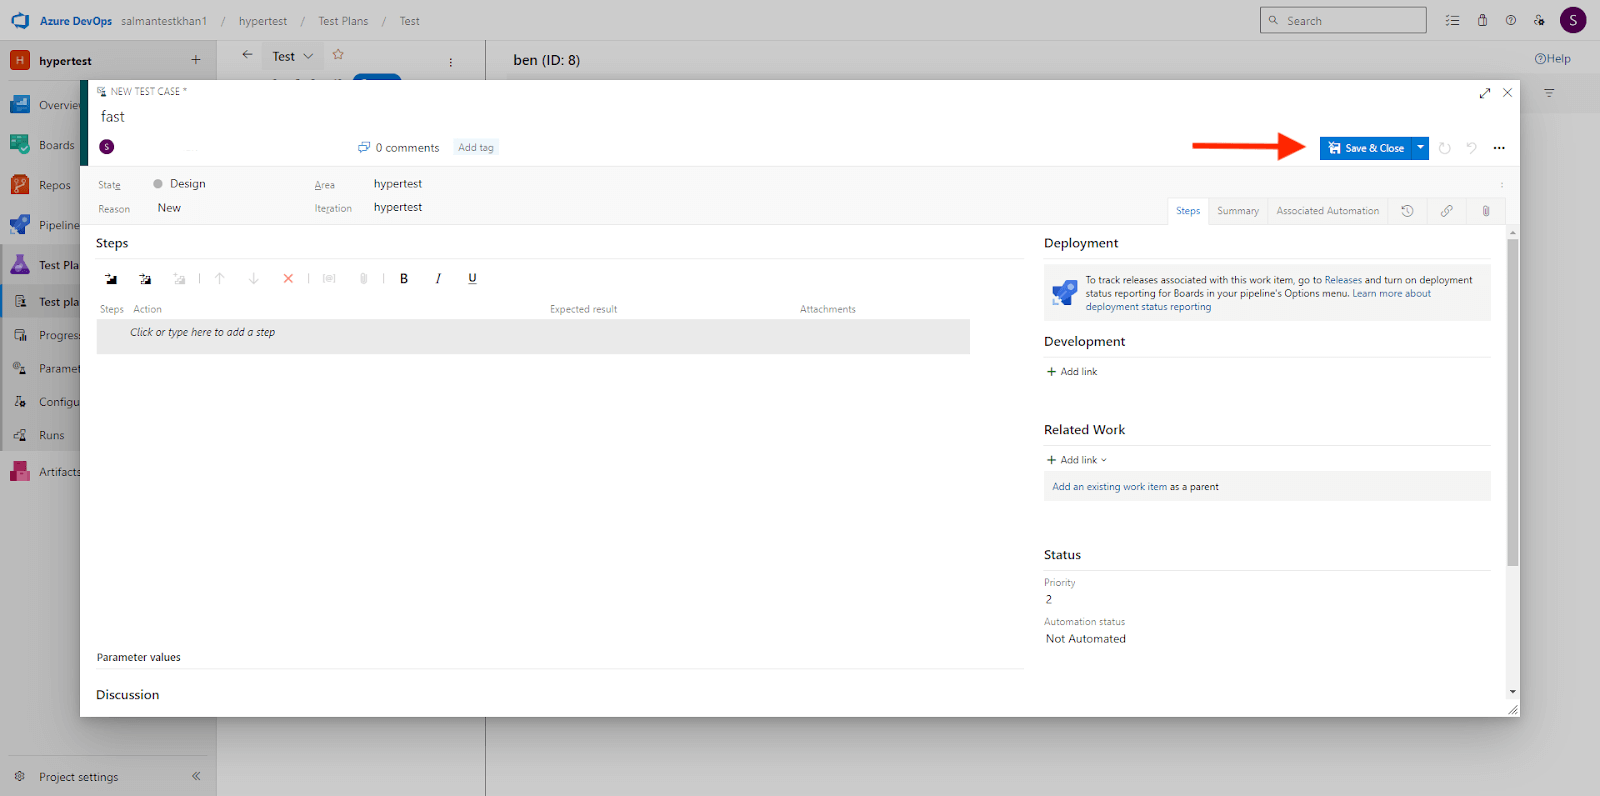 Azure DevOps salmantestkhan1 / hypertest / Test Plans / Test
Search
S
H hypertest +
Test
ben (ID: 8)
Help
Overvie
Boards
Repos
Pipeline
Test Pla
Test pla
Progres
Paramet
Configu
Runs
Artifacts
Project settings
NEW TEST CASE *
fast
S
0 comments
Add tag
Save & Close
State
Design
Area
hypertest
Reason
New
Iteration
hypertest
Steps
Summary
Associated Automation
Steps
B I U
Steps Action Expected result Attachments
Click or type here to add a step
Parameter values
Discussion
Deployment
To track releases associated with this work item, go to Releases and turn on deployment
status reporting for Boards in your pipeline's Options menu. Learn more about
deployment status reporting
Development
+ Add link
Related Work
+ Add link
Add an existing work item as a parent
Status
Priority
2
Automation status
Not Automated